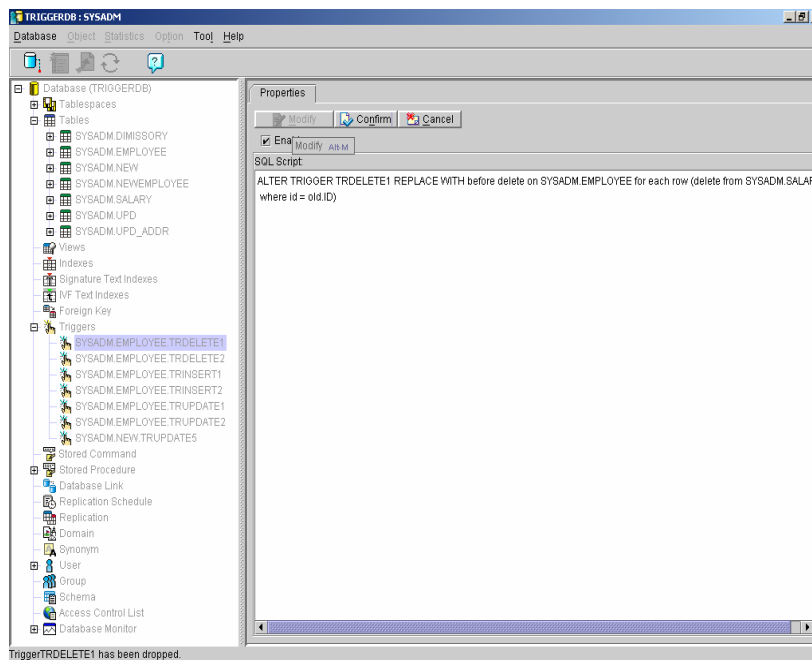 TRIGGERDB : SYSADM
Database Object Statistics Option Tool Help
Database (TRIGGERDB)
Tablespaces
Tables
SYSADM.DIMISSORY
SYSADM.EMPLOYEE
SYSADM.NEW
SYSADM.NEWEMPLOYEE
SYSADM.SALARY
SYSADM.UPD
SYSADM.UPD_ADDR
Views
Indexes
Signature Text Indexes
IVF Text Indexes
Foreign Key
Triggers
SYSADM.EMPLOYEE.TRDELETE1
SYSADM.EMPLOYEE.TRDELETE2
SYSADM.EMPLOYEE.TRINSERT1
SYSADM.EMPLOYEE.TRINSERT2
SYSADM.EMPLOYEE.TRUPDATE1
SYSADM.EMPLOYEE.TRUPDATE2
SYSADM.NEW.TRUPDATE5
Stored Command
Stored Procedure
Database Link
Replication Schedule
Replication
Domain
Synonym
User
Group
Schema
Access Control List
Database Monitor
Properties
Modify Confirm Cancel
Modify Alt-M
SQL Script:
ALTER TRIGGER TRDELETE1 REPLACE WITH before delete on SYSADM.EMPLOYEE for each row (delete from
where id = old.ID)
TriggerTRDELETE1 has been dropped.